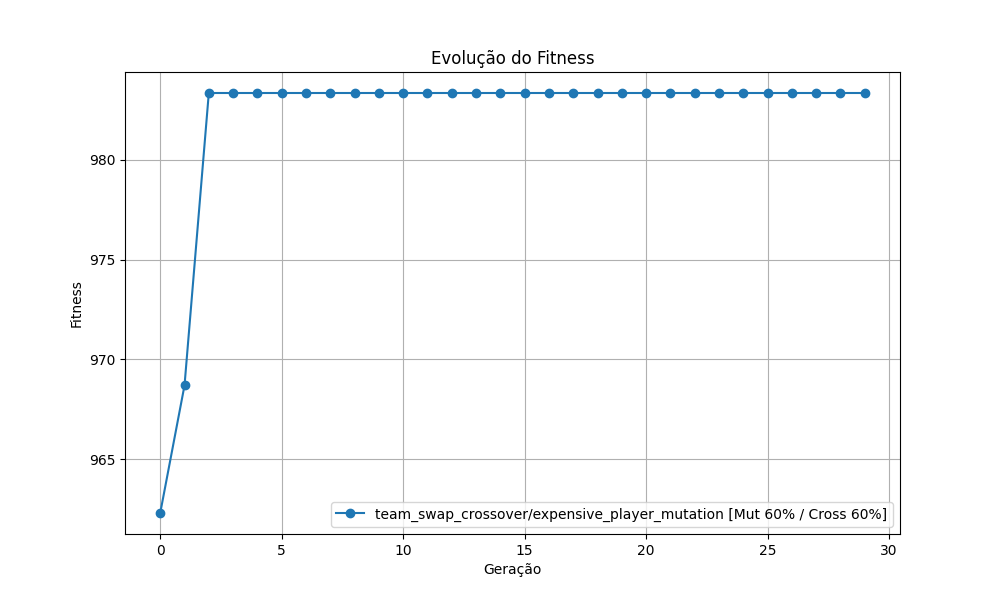 Evolução do Fitness
Fitness
980
975
970
965
team_swap_crossover/expensive_player_mutation [Mut 60% / Cross 60%]
0 5 10 15 20 25 30
Geração